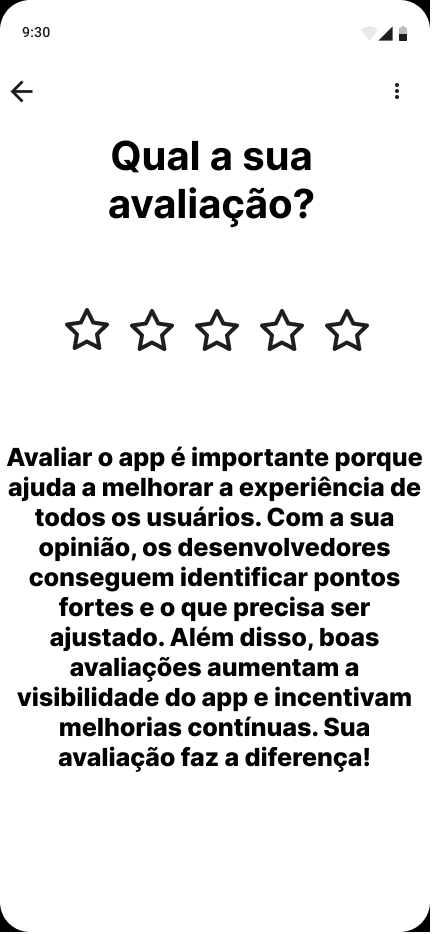 9:30
Qual a sua
avaliação?
Avaliar o app é importante porque
ajuda a melhorar a experiência de
todos os usuários. Com a sua
opinião, os desenvolvedores
conseguem identificar pontos
fortes e o que precisa ser
ajustado. Além disso, boas
avaliações aumentam a
visibilidade do app e incentivam
melhorias contínuas. Sua
avaliação faz a diferença!